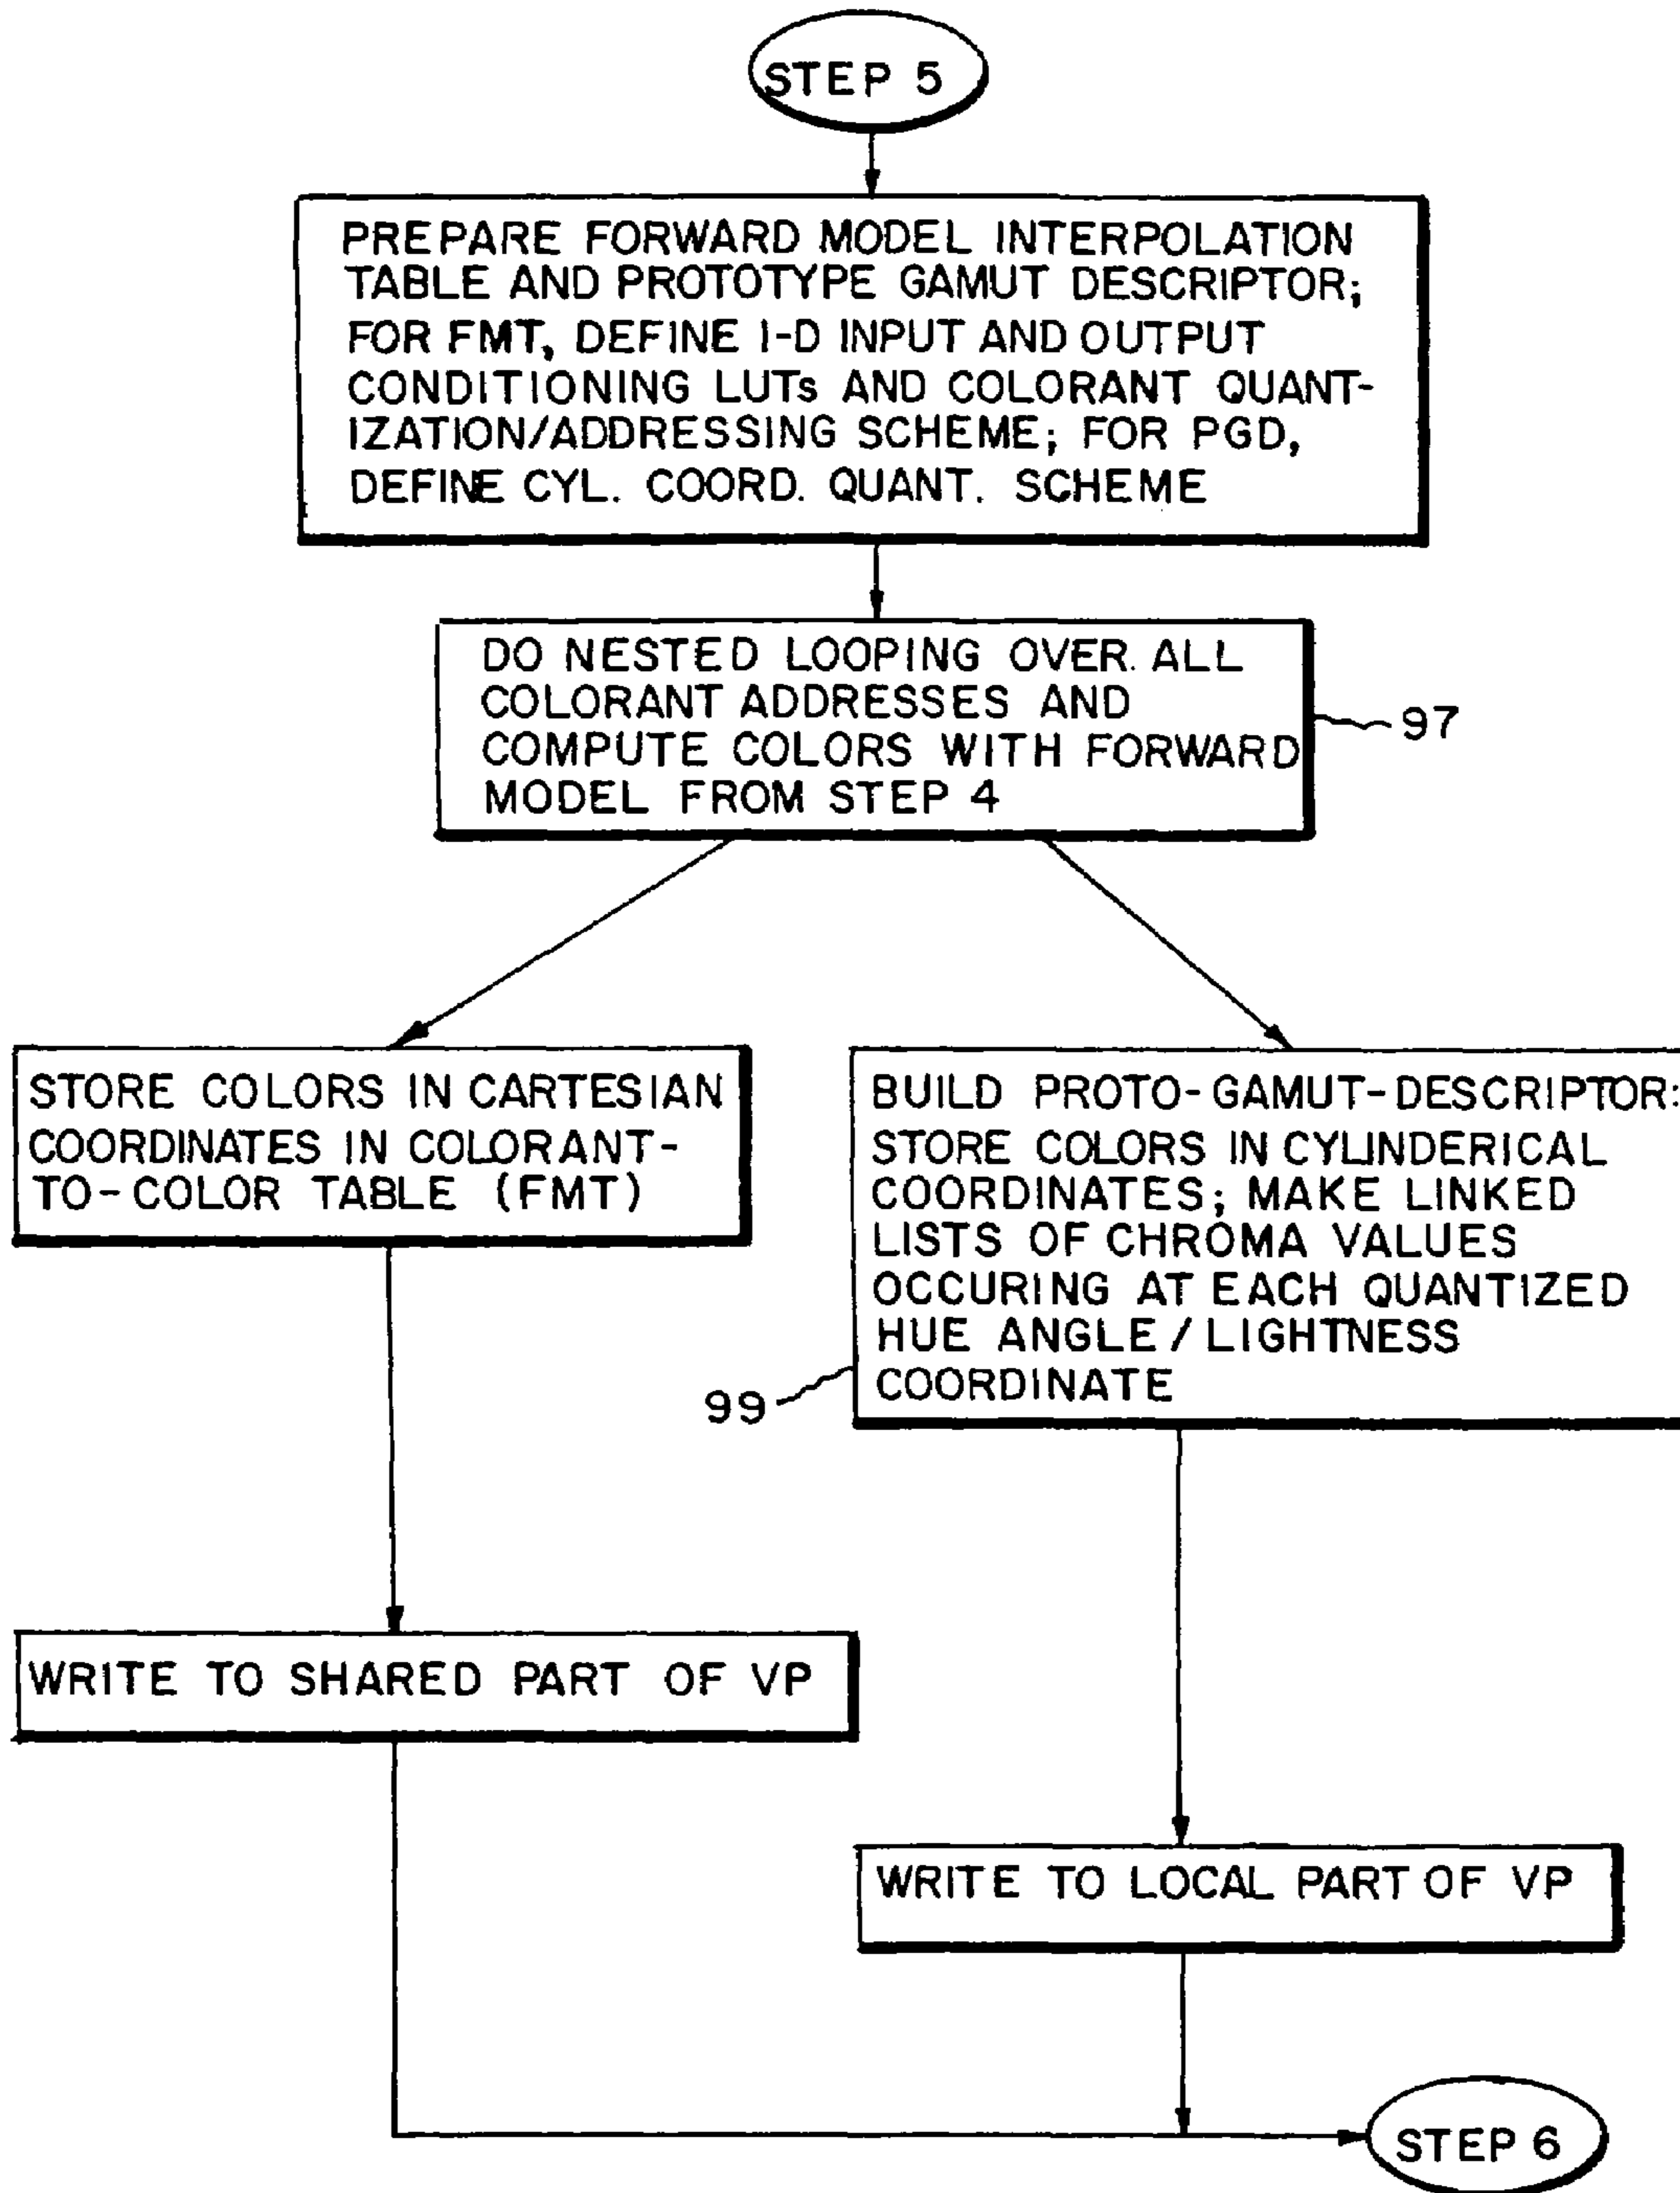 STEP 5
PREPARE FORWARD MODEL INTERPOLATION
TABLE AND PROTOTYPE GAMUT DESCRIPTOR;
FOR FMT, DEFINE 1-D INPUT AND OUTPUT
CONDITIONING LUTs AND COLORANT QUANT-
IZATION/ADDRESSING SCHEME; FOR PGD,
DEFINE CYL. COORD. QUANT. SCHEME
DO NESTED LOOPING OVER. ALL
COLORANT ADDRESSES AND
COMPUTE COLORS WITH FORWARD
MODEL FROM STEP 4
97
STORE COLORS IN CARTESIAN
COORDINATES IN COLORANT-
TO-COLOR TABLE (FMT)
BUILD PROTO-GAMUT-DESCRIPTOR:
STORE COLORS IN CYLINDERICAL
COORDINATES; MAKE LINKED
LISTS OF CHROMA VALUES
OCCURING AT EACH QUANTIZED
HUE ANGLE/LIGHTNESS
COORDINATE
99
WRITE TO SHARED PART OF VP
WRITE TO LOCAL PART OF VP
STEP 6